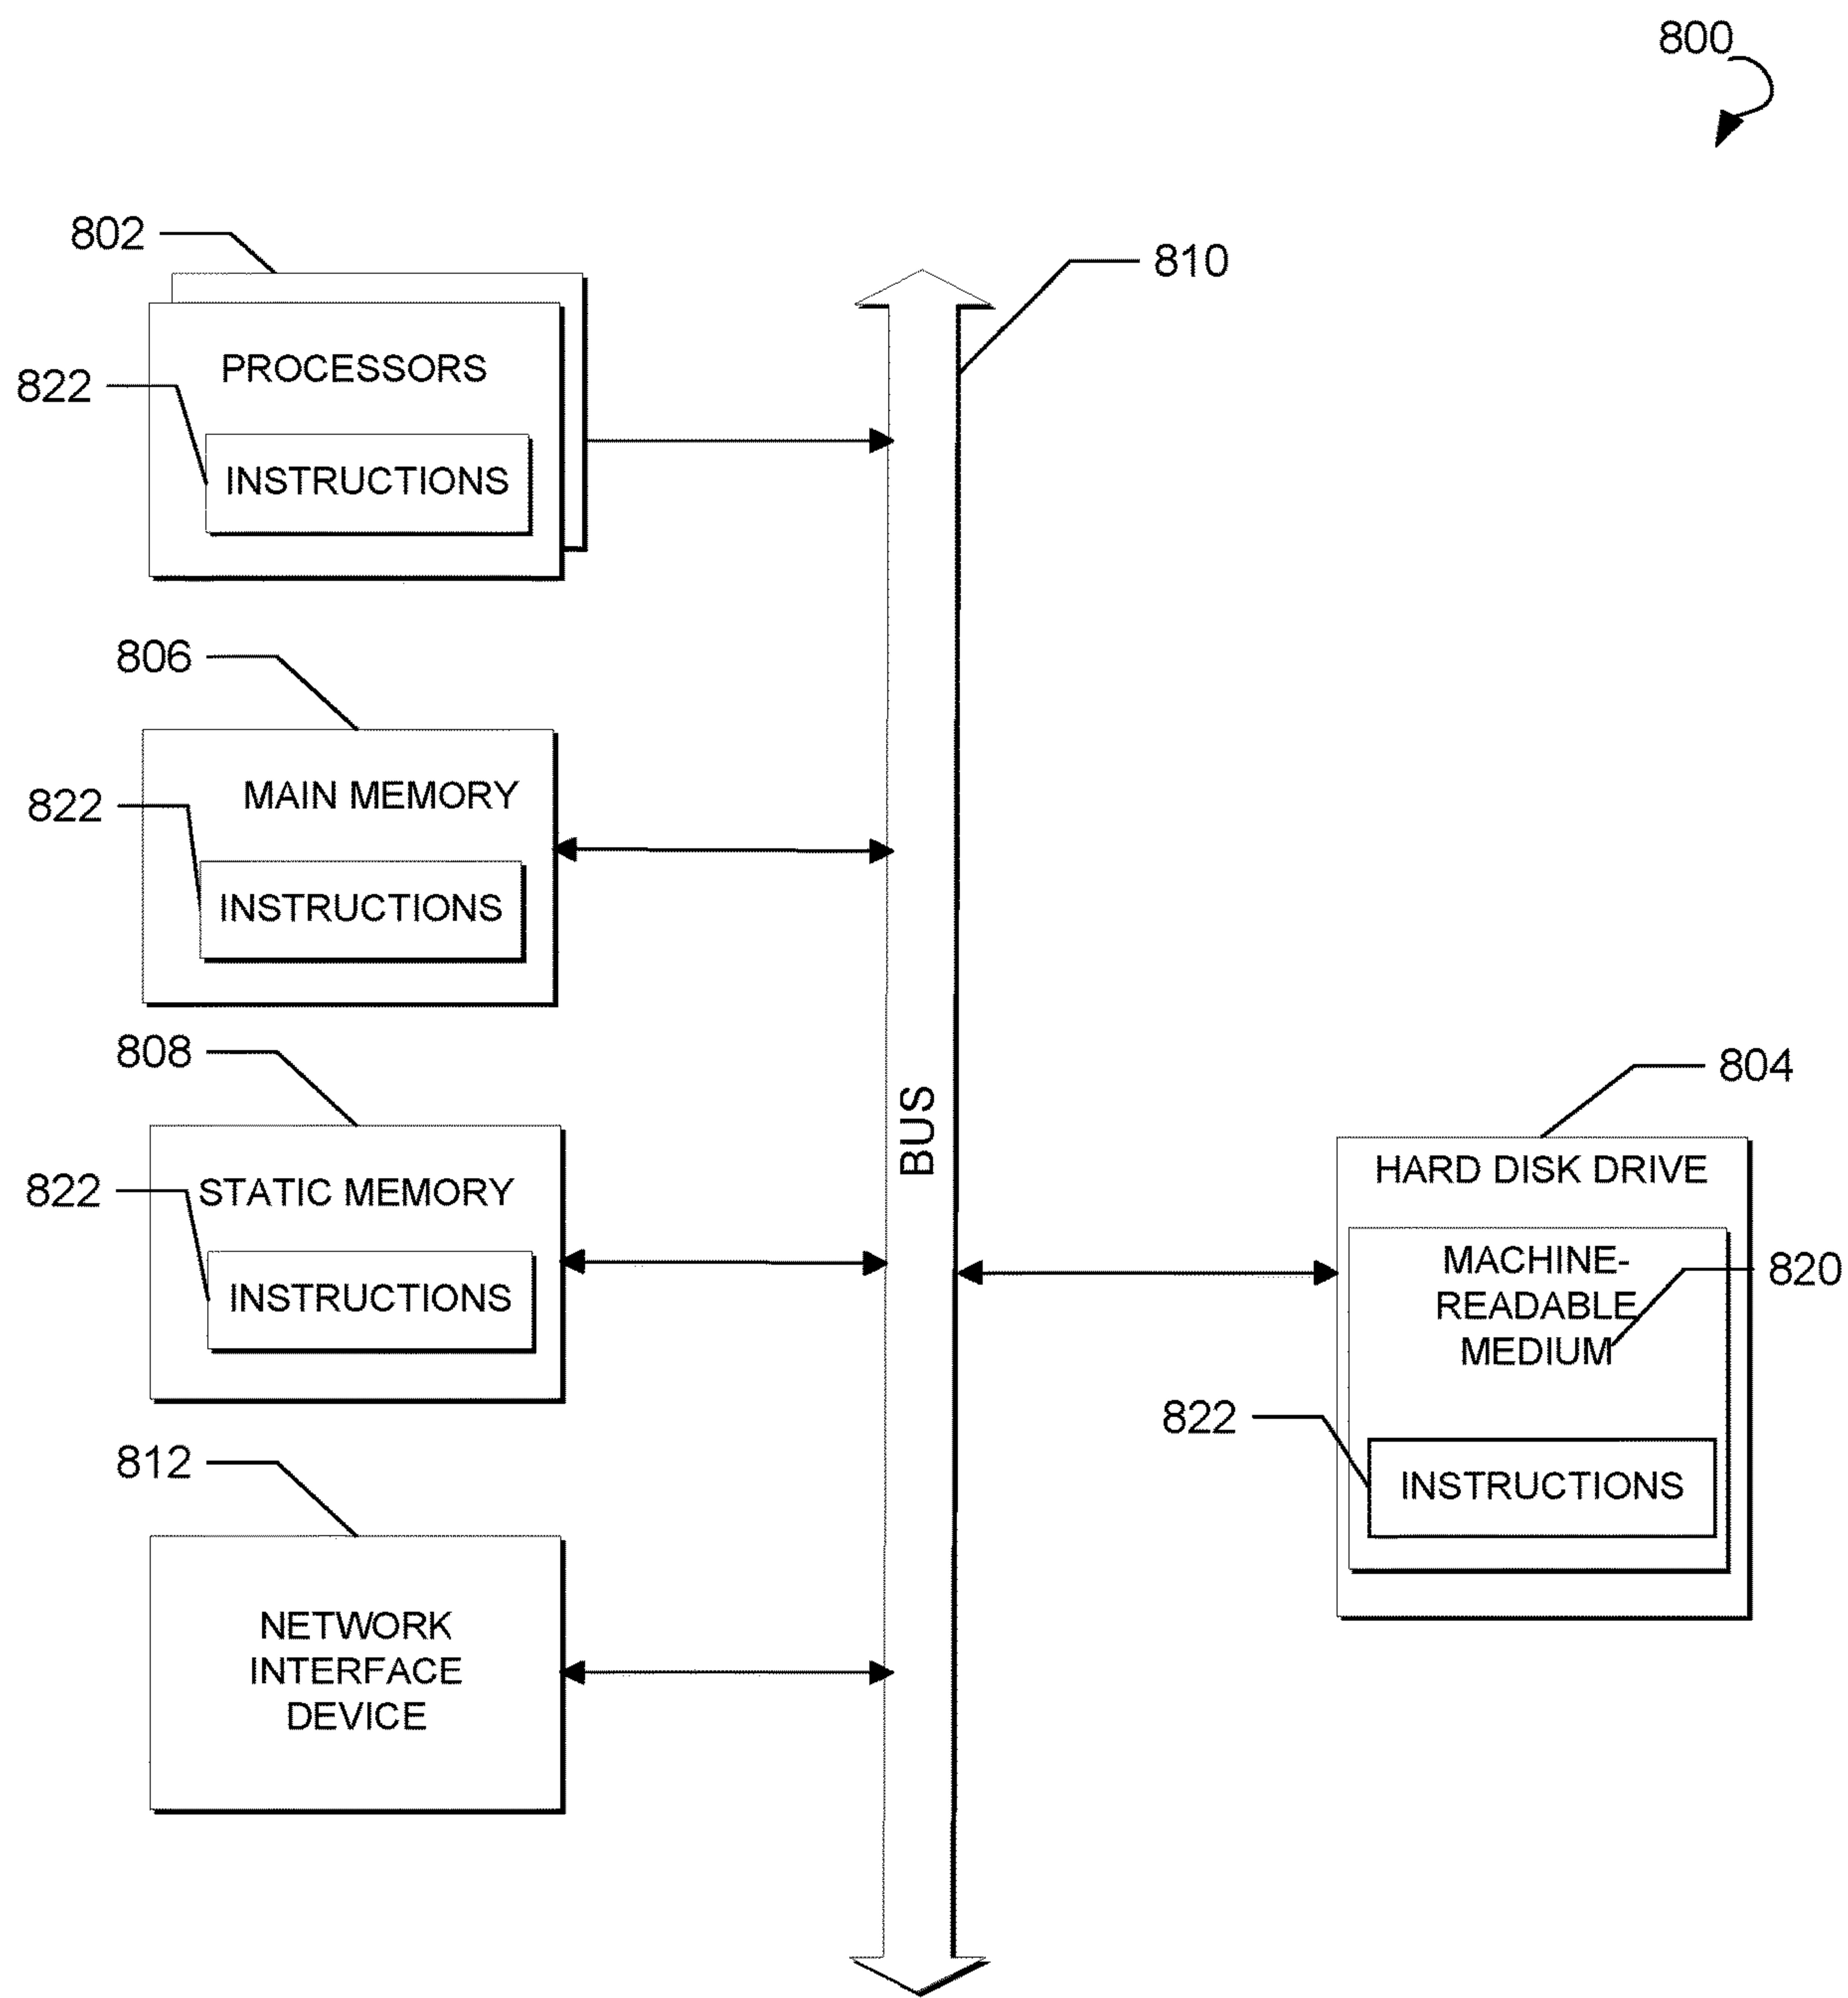 800
802
810
PROCESSORS
822
INSTRUCTIONS
806
MAIN MEMORY
822
INSTRUCTIONS
808
STATIC MEMORY
822
INSTRUCTIONS
812
NETWORK
INTERFACE
DEVICE
BUS
804
HARD DISK DRIVE
MACHINE-
READABLE
MEDIUM
820
822
INSTRUCTIONS